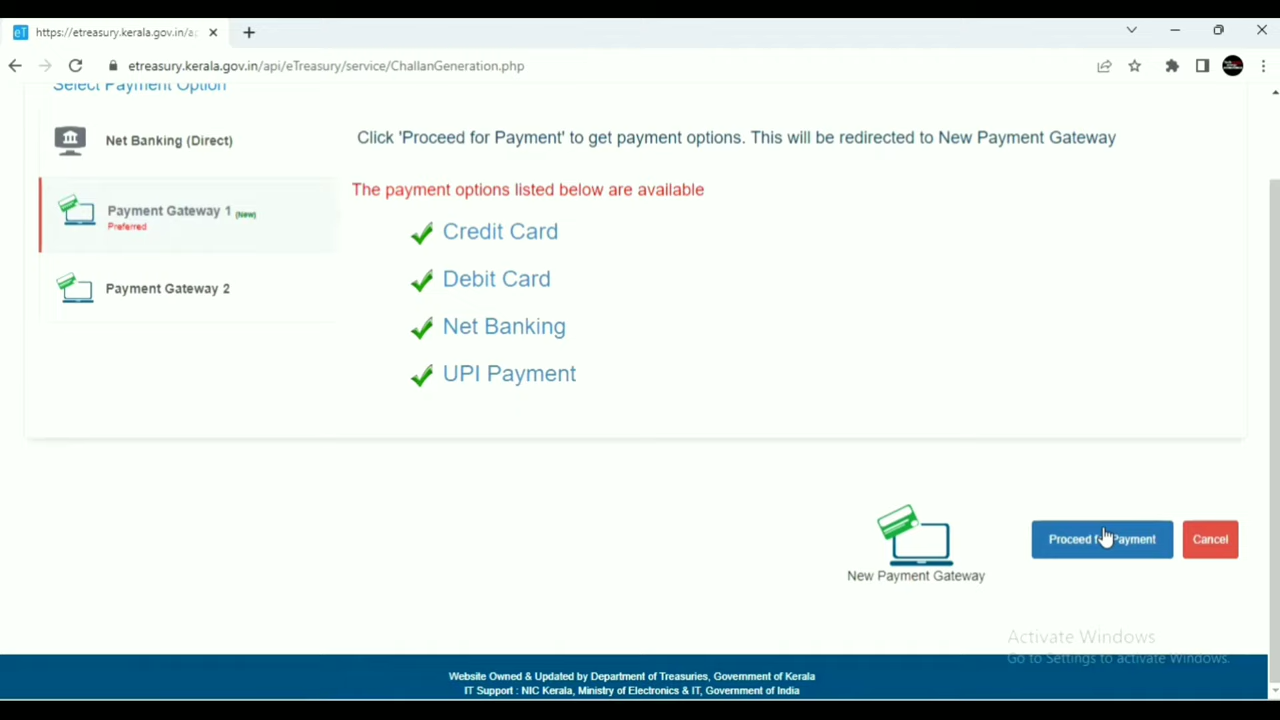 https://etreasury.kerala.gov.in/a
etreasury.kerala.gov.in/api/eTreasury/service/ChallanGeneration.php
Select Payment Option
Net Banking (Direct)
Click 'Proceed for Payment' to get payment options. This will be redirected to New Payment Gateway
Payment Gateway 1 (New)
Preferred
The payment options listed below are available
Credit Card
Debit Card
Payment Gateway 2
Net Banking
UPI Payment
New Payment Gateway
Proceed for Payment
Cancel
Activate Windows
Go to Settings to activate Windows.
Website Owned & Updated by Department of Treasuries, Government of Kerala
IT Support : NIC Kerala, Ministry of Electronics & IT, Government of India